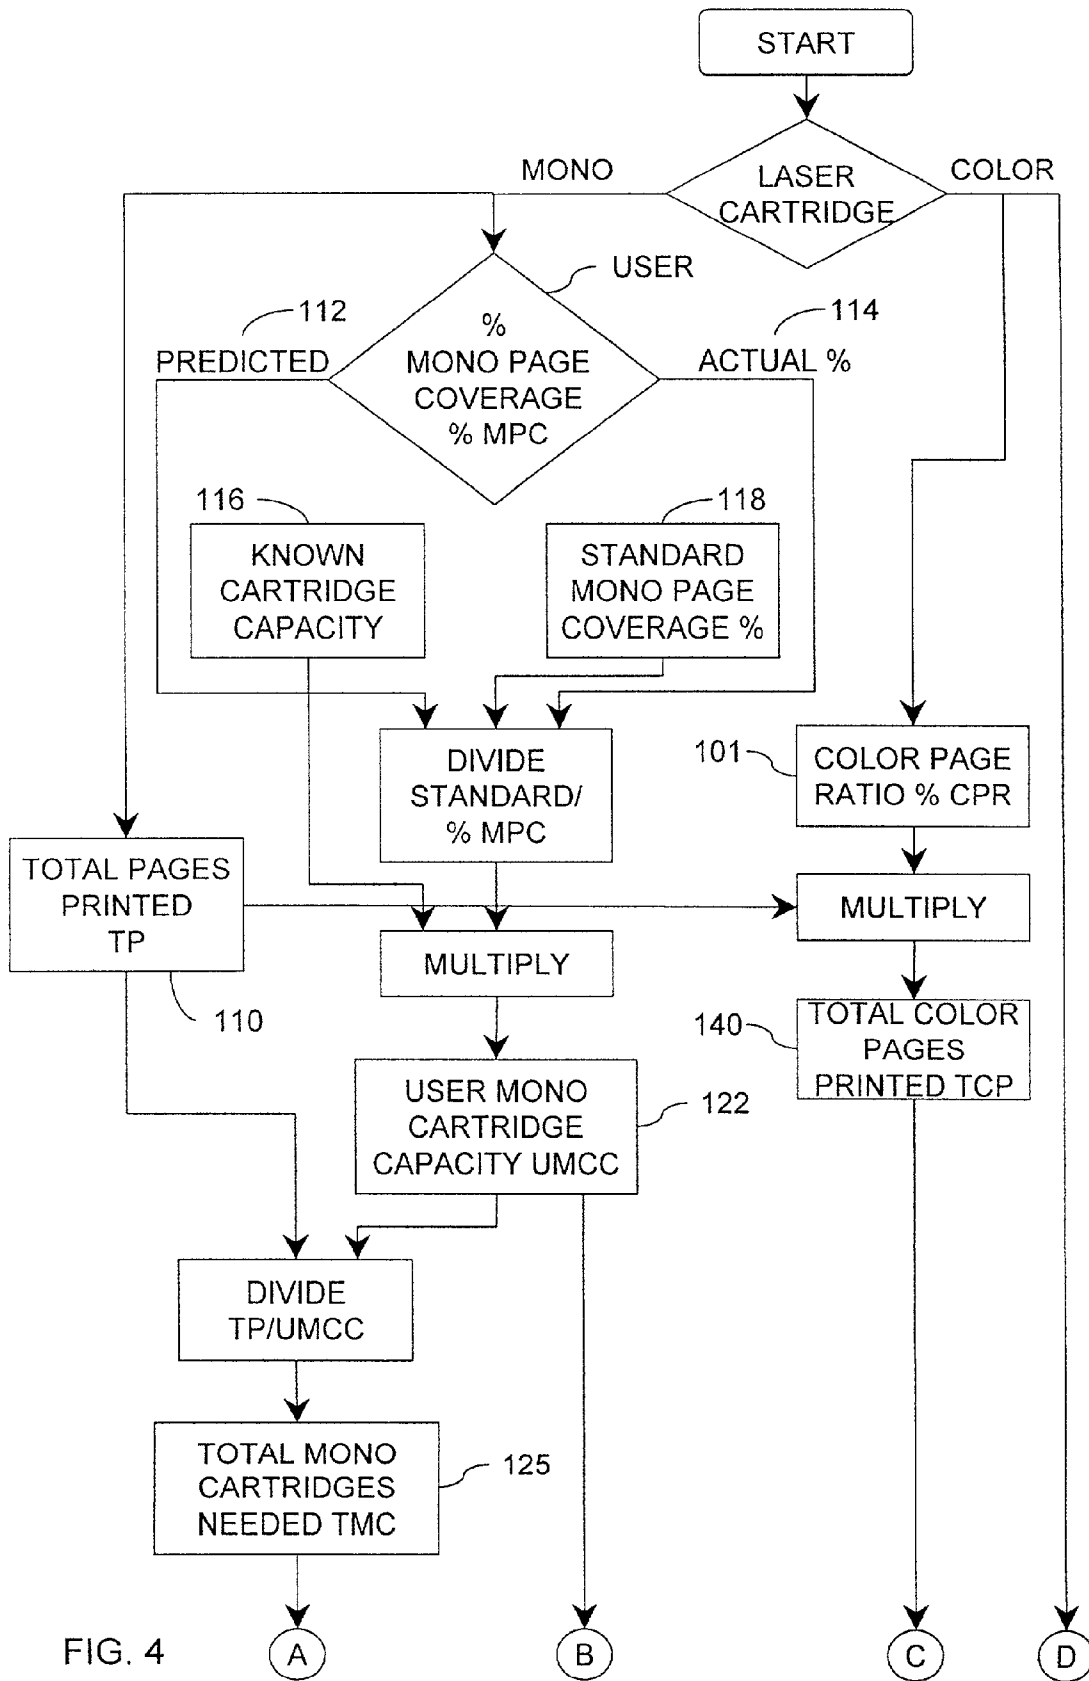 START
MONO
LASER
CARTRIDGE
COLOR
USER
112
PREDICTED
%
MONO PAGE
COVERAGE
% MPC
114
ACTUAL %
116
KNOWN
CARTRIDGE
CAPACITY
118
STANDARD
MONO PAGE
COVERAGE %
DIVIDE
STANDARD/
% MPC
101
COLOR PAGE
RATIO % CPR
TOTAL PAGES
PRINTED
TP
110
MULTIPLY
MULTIPLY
140
TOTAL COLOR
PAGES
PRINTED TCP
USER MONO
CARTRIDGE
CAPACITY UMCC
122
DIVIDE
TP/UMCC
TOTAL MONO
CARTRIDGES
NEEDED TMC
125
FIG. 4
A
B
C
D